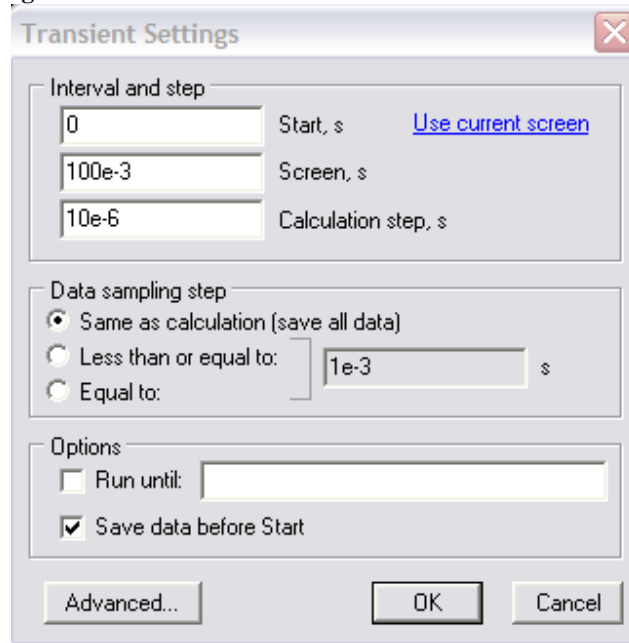 Transient Settings
Interval and step
0 Start, s Use current screen
100e-3 Screen, s
10e-6 Calculation step, s
Data sampling step
Same as calculation (save all data)
Less than or equal to:
1e-3 s
Equal to:
Options
Run until:
Save data before Start
Advanced... OK Cancel